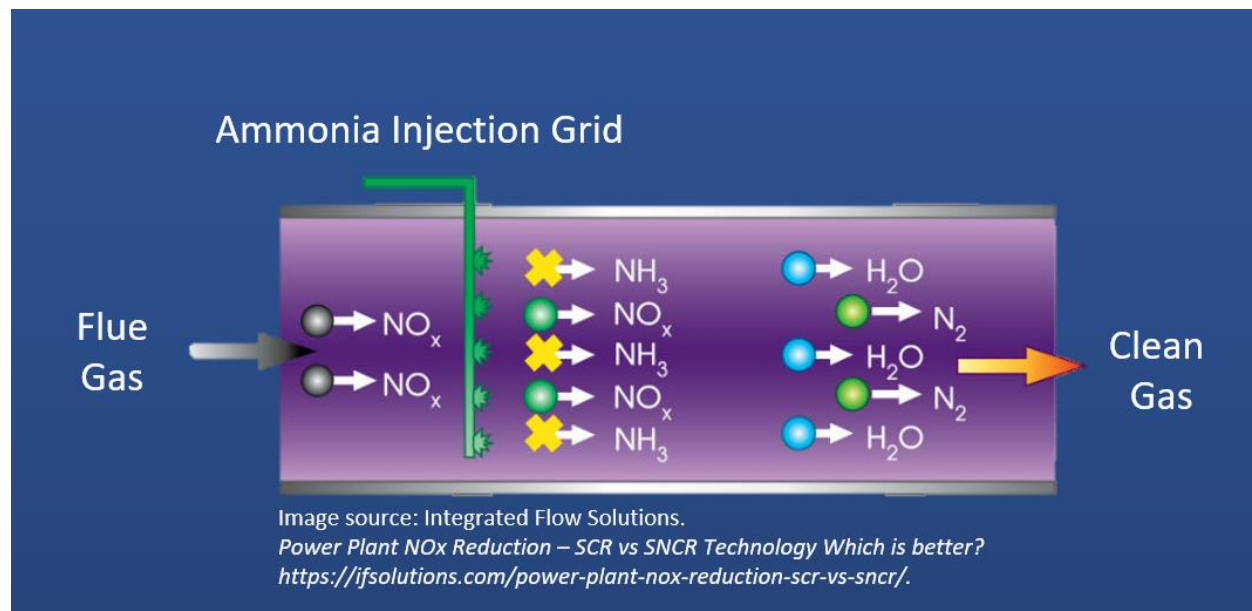 Ammonia Injection Grid
Flue
Gas
NOₓ
NOₓ
NH₃
NOₓ
NH₃
NOₓ
NH₃
H₂O
N₂
H₂O
N₂
H₂O
Clean
Gas
Image source: Integrated Flow Solutions.
Power Plant NOx Reduction – SCR vs SNCR Technology Which is better?
https://ifsolutions.com/power-plant-nox-reduction-scr-vs-sncr/.